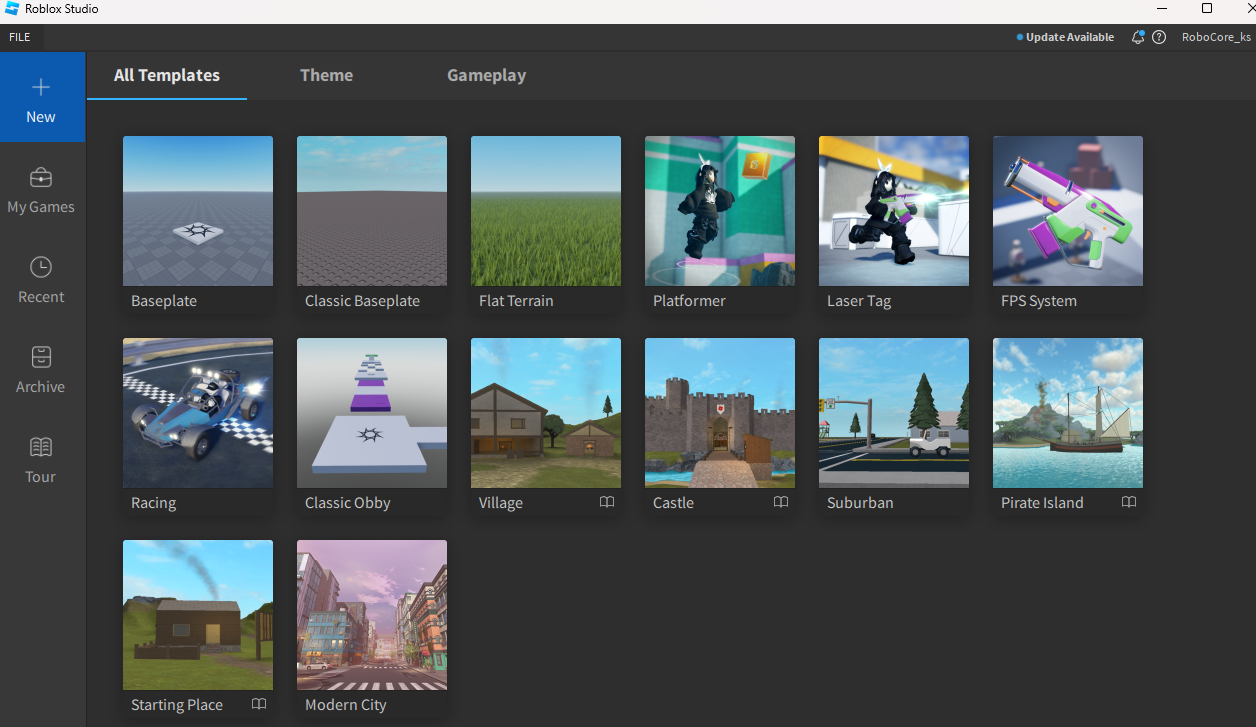 Roblox Studio
FILE
Update Available
RoboCore_ks
New
My Games
Recent
Archive
Tour
All Templates
Theme
Gameplay
Baseplate
Classic Baseplate
Flat Terrain
Platformer
Laser Tag
FPS System
Racing
Classic Obby
Village
Castle
Suburban
Pirate Island
Starting Place
Modern City